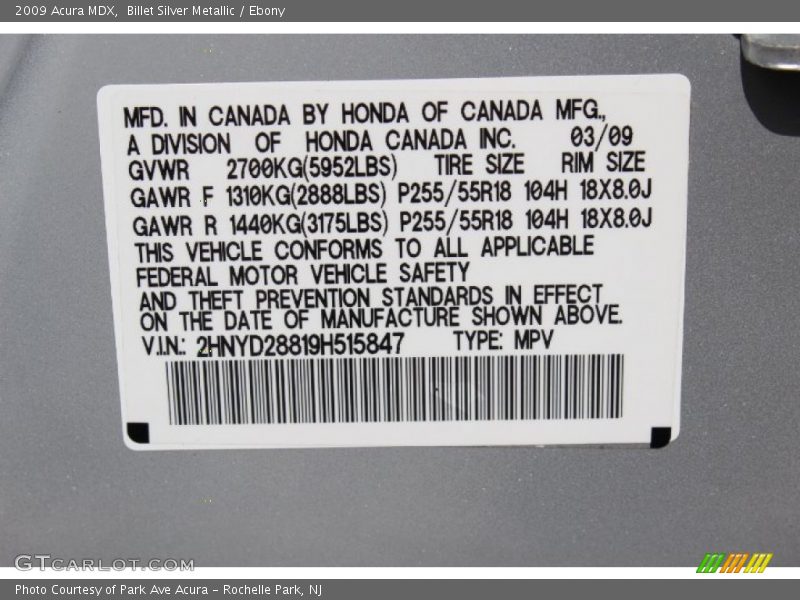 2009 Acura MDX,  Billet Silver Metallic / Ebony
MFD. IN CANADA BY HONDA OF CANADA MFG.,
A DIVISION OF HONDA CANADA INC. 03/09
GVWR 2700KG(5952LBS) TIRE SIZE RIM SIZE
GAWR F 1310KG(2888LBS) P255/55R18 104H 18X8.0J
GAWR R 1440KG(3175LBS) P255/55R18 104H 18X8.0J
THIS VEHICLE CONFORMS TO ALL APPLICABLE
FEDERAL MOTOR VEHICLE SAFETY
AND THEFT PREVENTION STANDARDS IN EFFECT
ON THE DATE OF MANUFACTURE SHOWN ABOVE.
V.I.N.: 2HNYD28819H515847 TYPE: MPV
GTCARLOT.COM
Photo Courtesy of Park Ave Acura - Rochelle Park, NJ